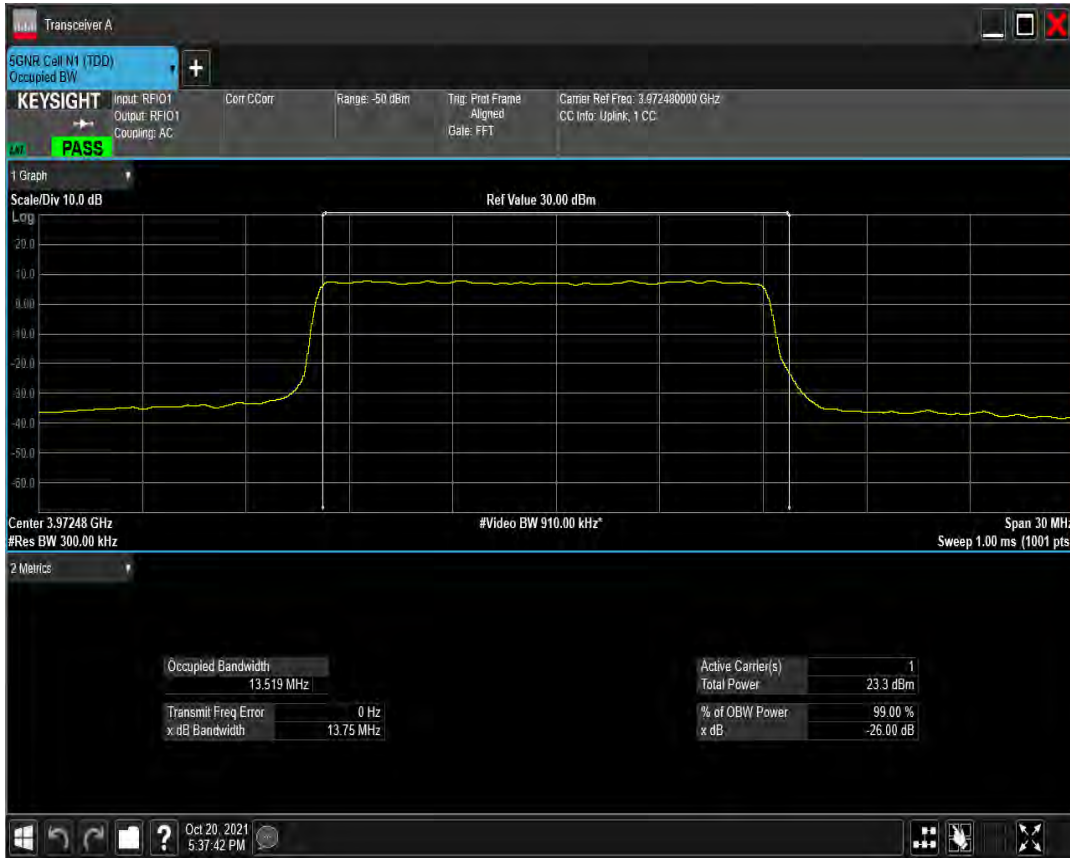 Transceiver A
5GNR Cell N1 (TDD)
Occupied BW
+
KEYSIGHT
Input: RFIO1
Output: RFIO1
Coupling: AC
Corr CCorr
Range: -50 dBm
Trig: Prot Frame
Aligned
Gate: FFT
Carrier Ref Freq: 3.972480000 GHz
CC Info: Uplink, 1 CC
PASS
1 Graph
Scale/Div 10.0 dB
Ref Value 30.00 dBm
Log
20.0
10.0
0.00
-10.0
-20.0
-30.0
-40.0
-50.0
-60.0
Center 3.97248 GHz
#Video BW 910.00 kHz*
Span 30 MHz
#Res BW 300.00 kHz
Sweep 1.00 ms (1001 pts
2 Metrics
Occupied Bandwidth
13.519 MHz
Transmit Freq Error 0 Hz
x dB Bandwidth 13.75 MHz
Active Carrier(s) 1
Total Power 23.3 dBm
% of OBW Power 99.00 %
x dB -26.00 dB
?
Oct 20, 2021
5:37:42 PM